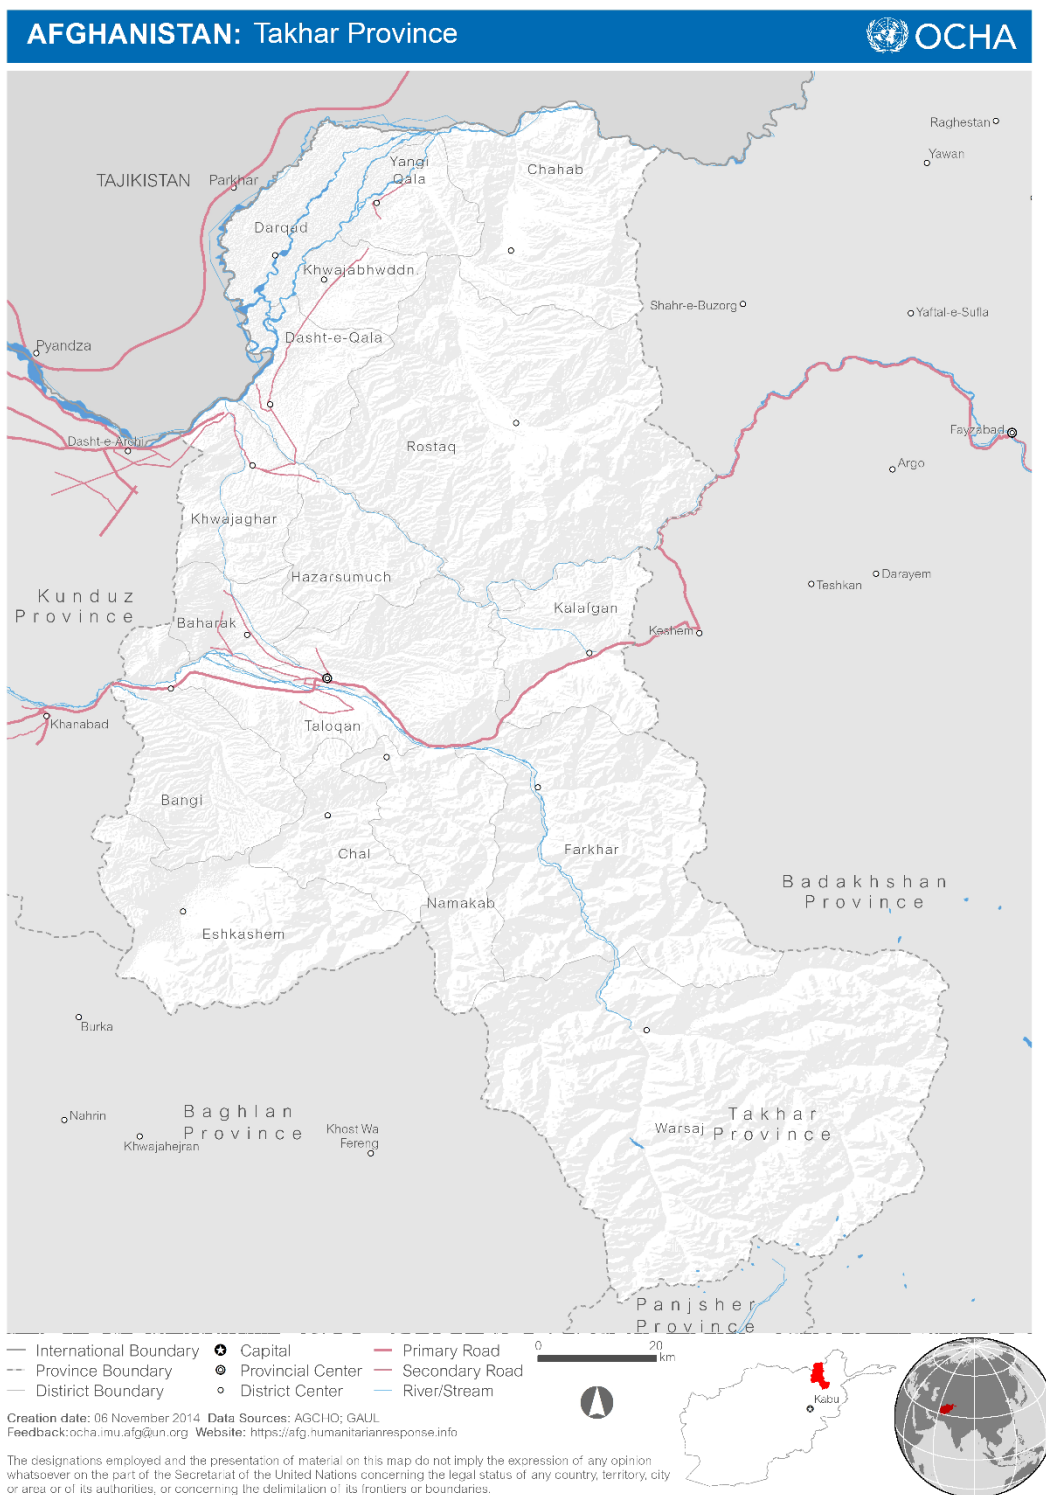 AFGHANISTAN: Takhar Province
OCHA
Raghestan
Yawan
Yangi
Qala
Chahab
TAJIKISTAN
Parkhar
Darqad
Khwajabhwddn
Shahr-e-Buzorg
Yaftal-e-Sufla
Dasht-e-Qala
Pyandza
Fayzabad
Dasht-e-Archi
Rostaq
Argo
Khwajaghar
Hazarsumuch
Darayem
Teshkan
Kunduz
Province
Kalafgan
Baharak
Keshem
Khanabad
Taloqan
Bangi
Chal
Farkhar
Badakhshan
Province
Namakab
Eshkashem
Burka
Nahrin
Baghlan
Province
Khwajahejran
Khost Wa
Fereng
Takhar
Province
Warsaj
Panjsher
Province
International Boundary
Capital
Primary Road
Province Boundary
Provincial Center
Secondary Road
Distirict Boundary
District Center
River/Stream
0 20
km
Kabu
Creation date: 06 November 2014 Data Sources: AGCHO; GAUL
Feedback:ocha.imu.afg@un.org Website: https://afg.humanitarianresponse.info
The designations employed and the presentation of material on this map do not imply the expression of any opinion
whatsoever on the part of the Secretariat of the United Nations concerning the legal status of any country, territory, city
or area or of its authorities, or concerning the delimitation of its frontiers or boundaries.